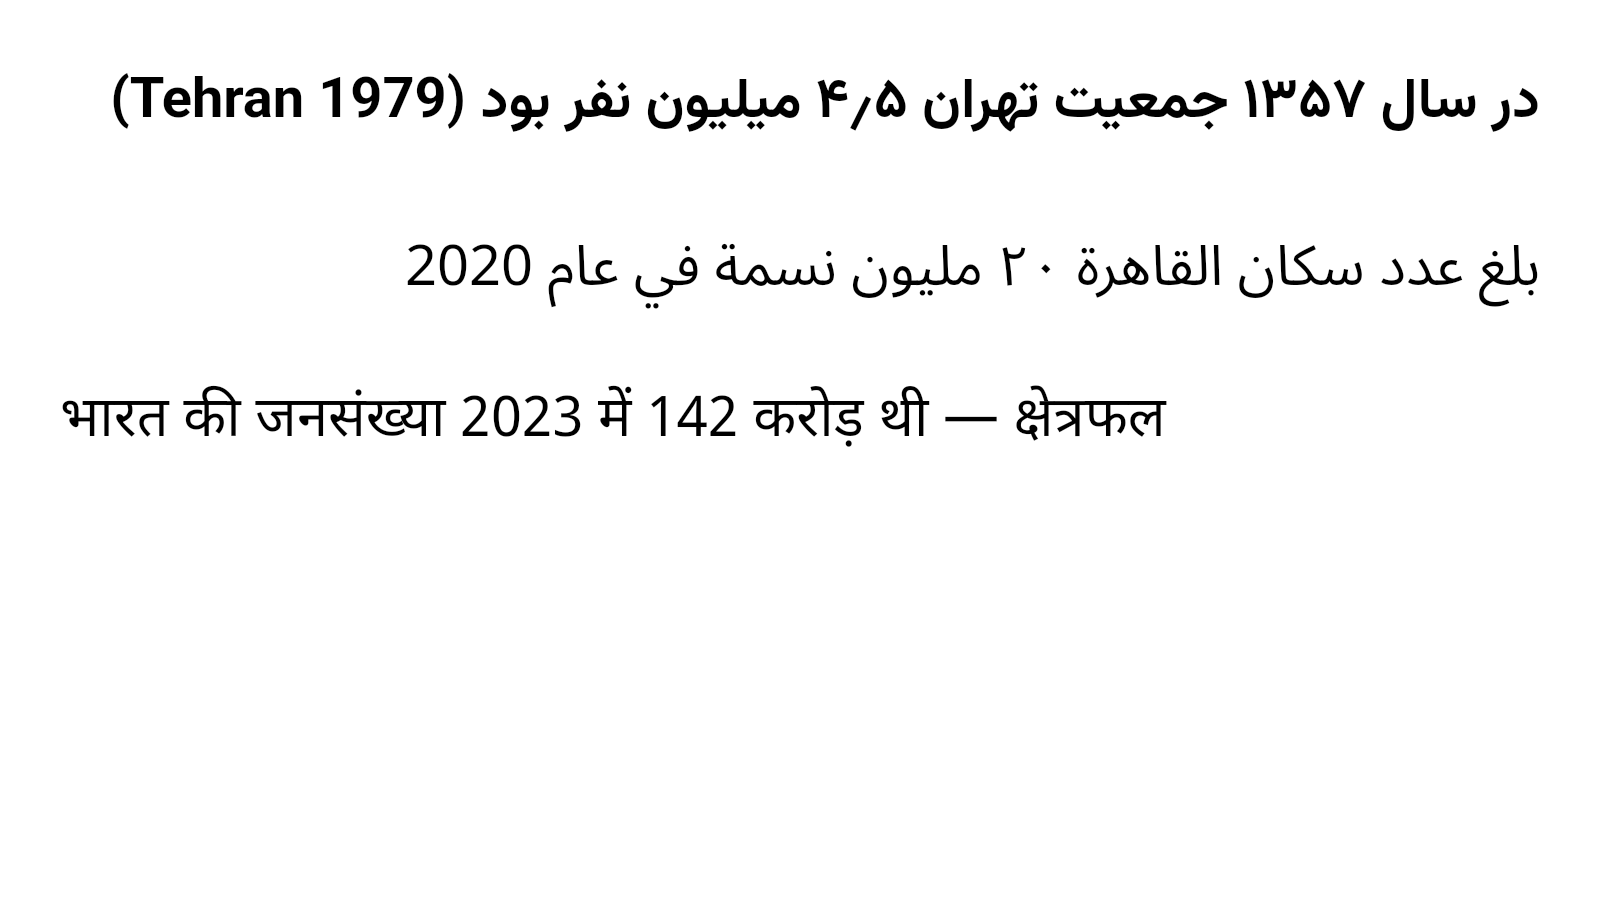 در سال ۱۳۵۷ جمعیت تهران ۴٫۵ میلیون نفر بود (Tehran 1979)
بلغ عدد سكان القاهرة ٢٠ مليون نسمة في عام 2020
भारत की जनसंख्या 2023 में 142 करोड़ थी — क्षेत्रफल